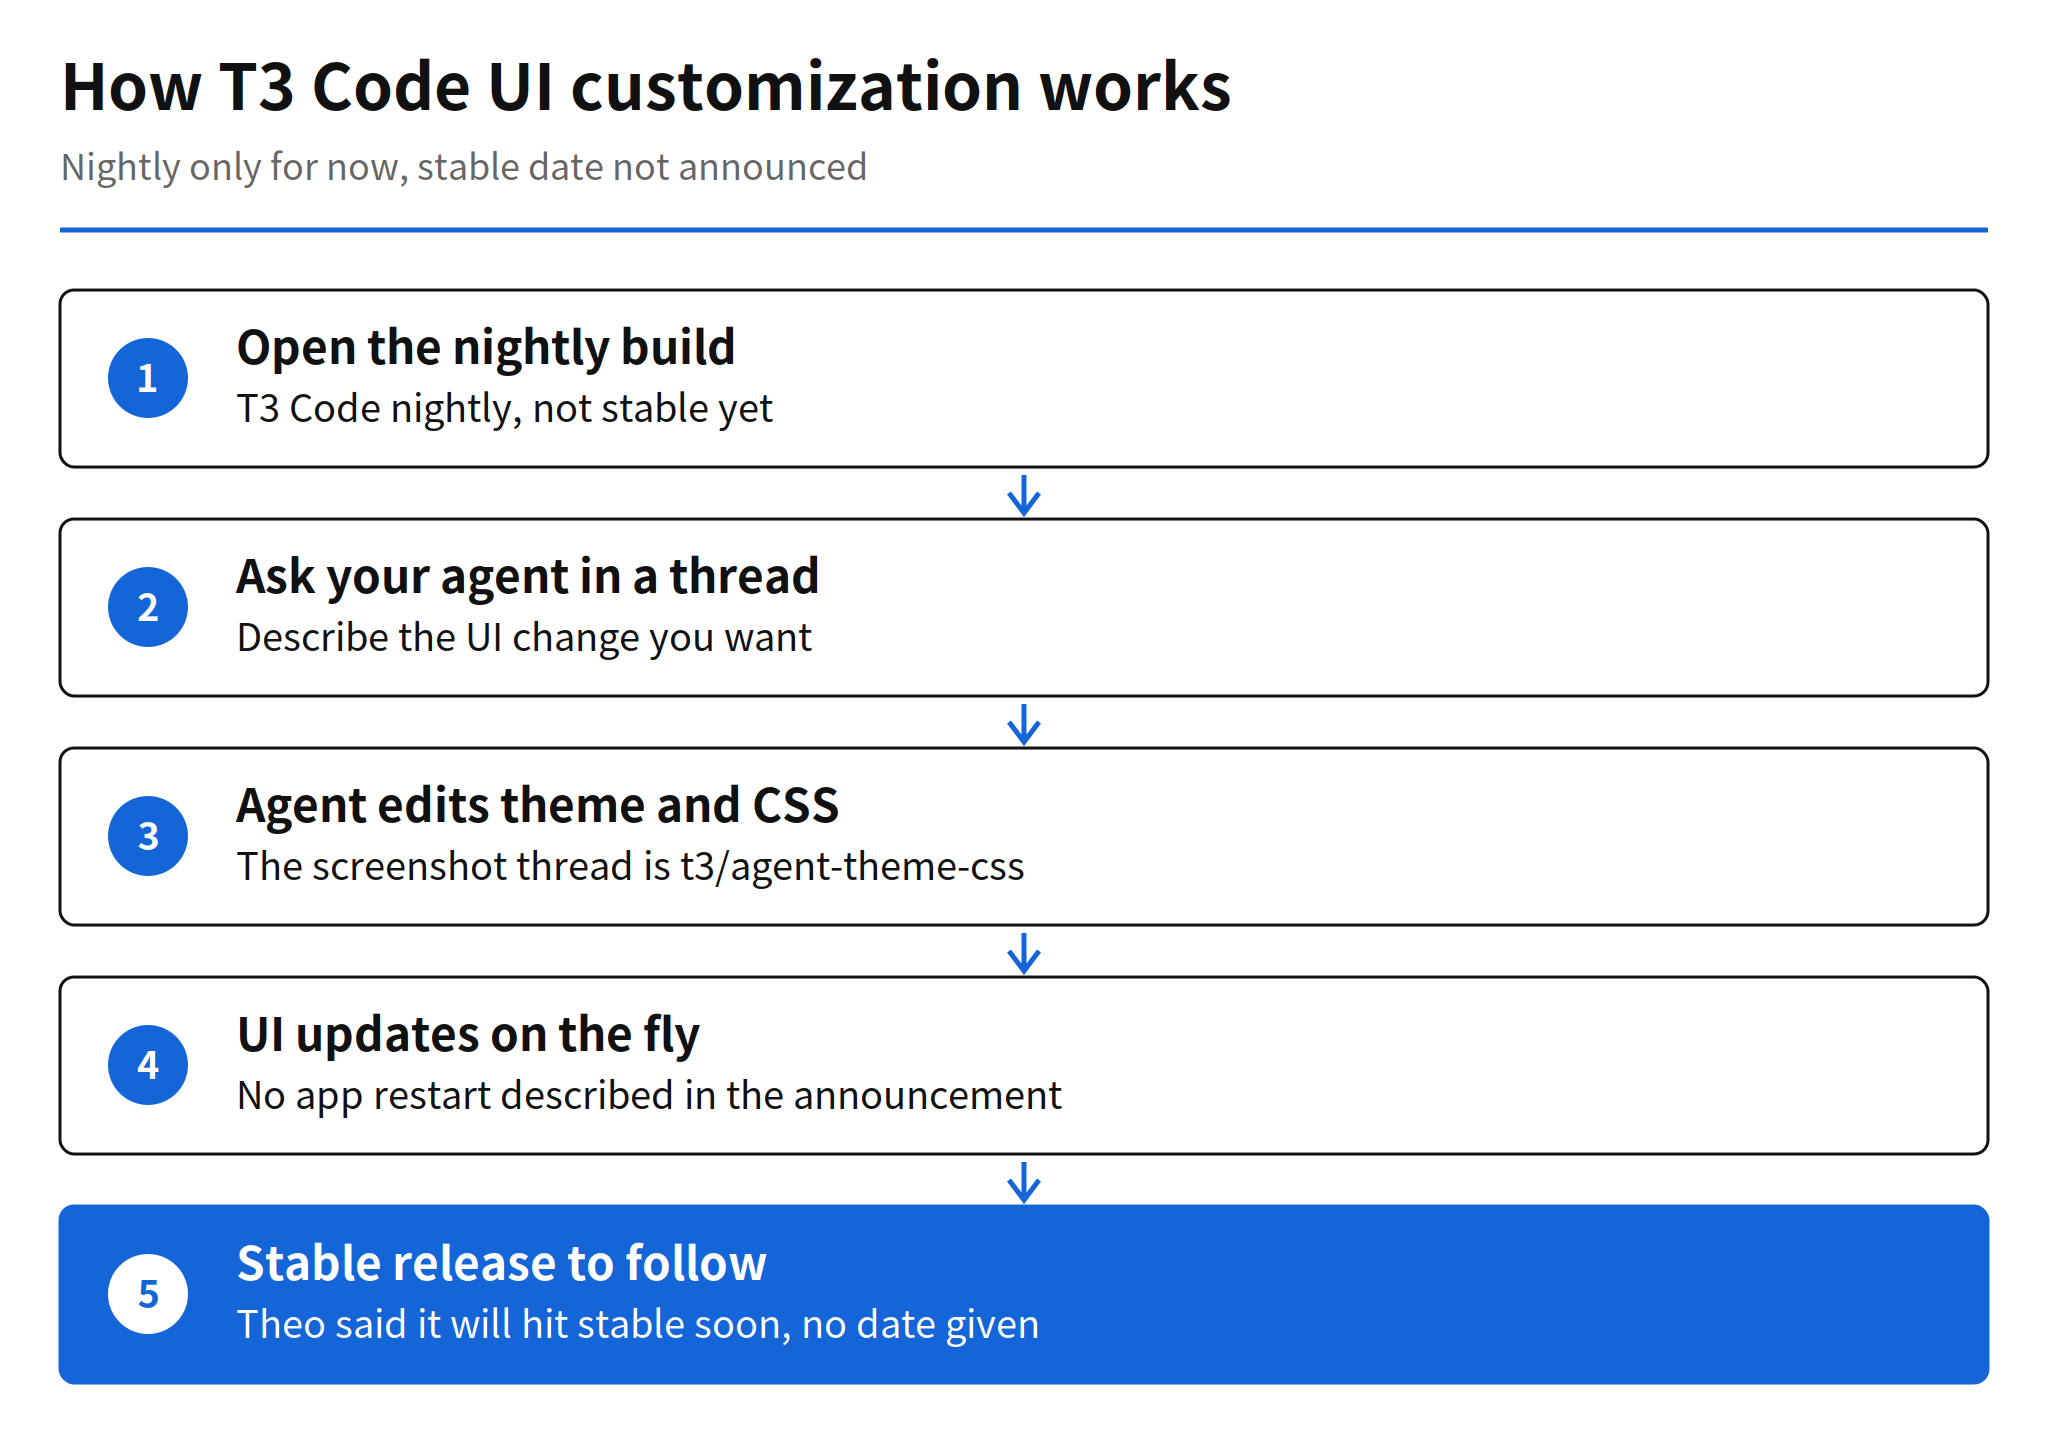 How T3 Code UI customization works
Nightly only for now, stable date not announced
1
Open the nightly build
T3 Code nightly, not stable yet
2
Ask your agent in a thread
Describe the UI change you want
3
Agent edits theme and CSS
The screenshot thread is t3/agent-theme-css
4
UI updates on the fly
No app restart described in the announcement
5
Stable release to follow
Theo said it will hit stable soon, no date given